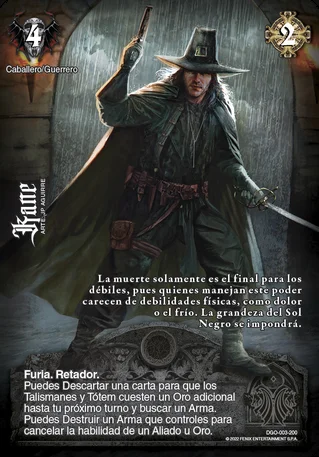 4
2
Caballero/Guerrero
Kane
ARTE: JP AGUIRRE
La muerte solamente es el final para los
débiles, pues quienes manejan este poder
carecen de debilidades físicas, como dolor
o el frío. La grandeza del Sol
Negro se impondrá.
Furia. Retador.
Puedes Descartar una carta para que los
Talismanes y Tótem cuesten un Oro adicional
hasta tu próximo turno y buscar un Arma.
Puedes Destruir un Arma que controles para
cancelar la habilidad de un Aliado u Oro.
DGO-003-200
©2022 FENIX ENTERTAINMENT S.P.A.